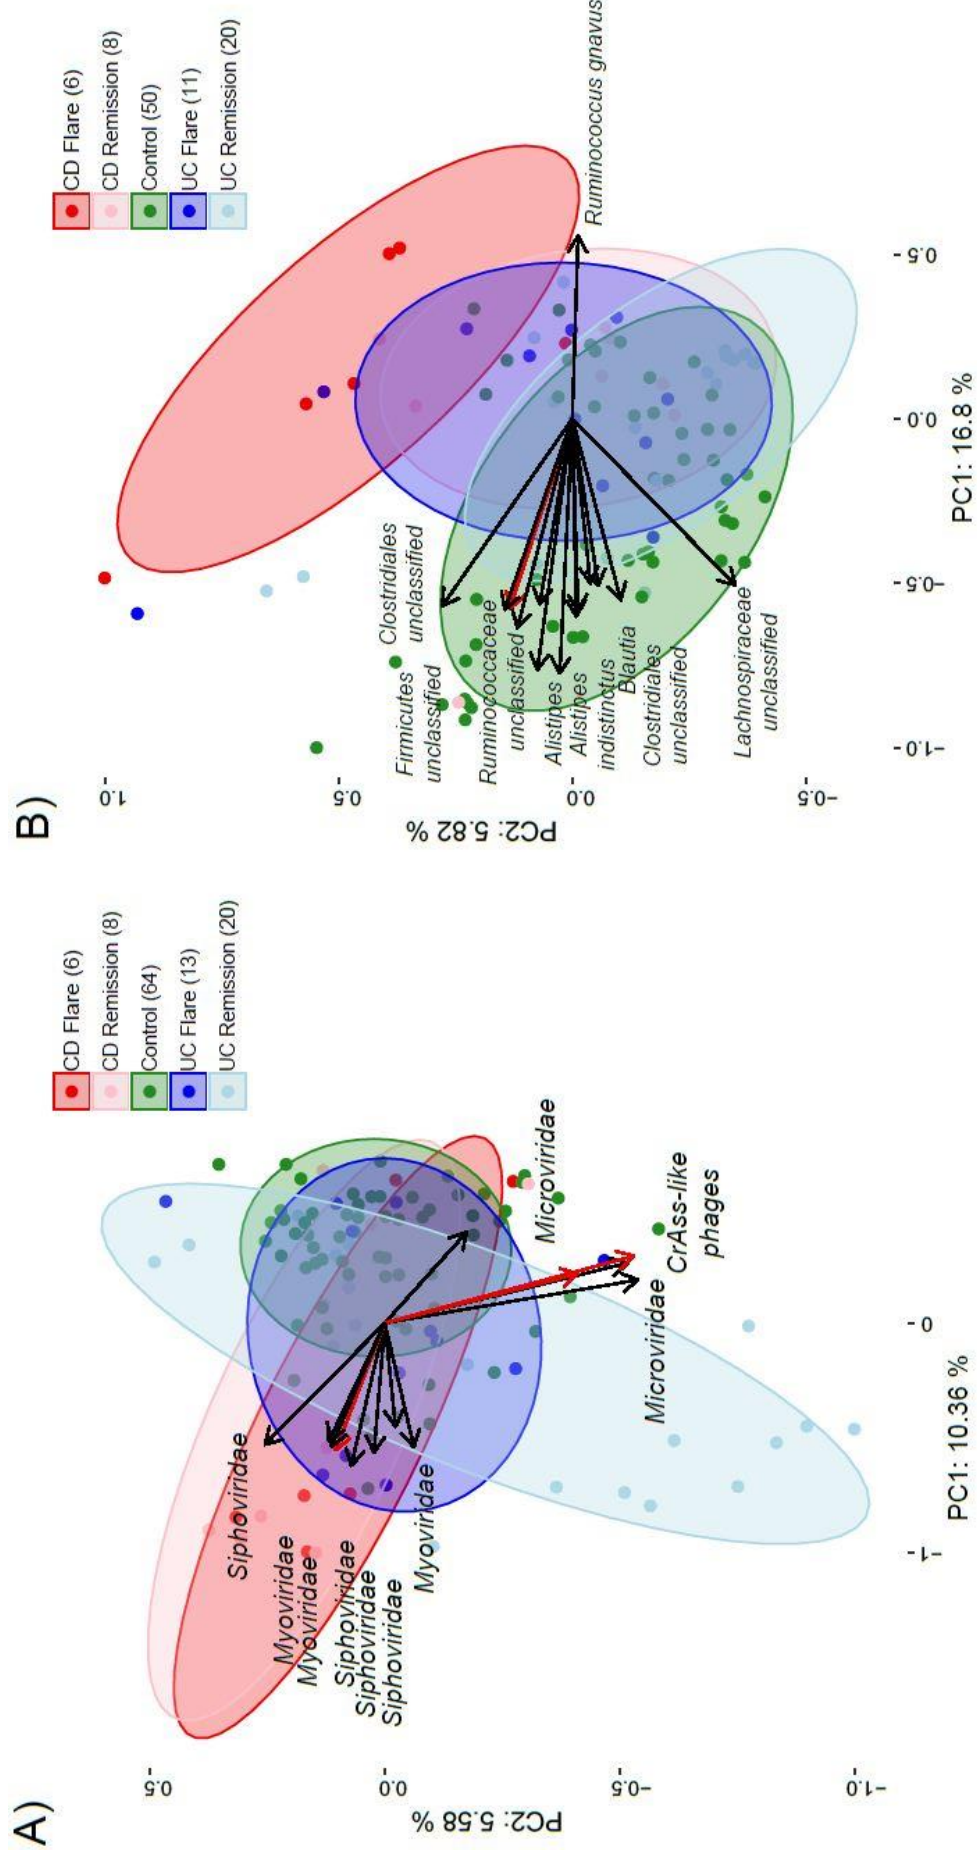 A)
CD Flare (6)
CD Remission (8)
Control (64)
UC Flare (13)
UC Remission (20)
PC2: 5.58 %
0.5
0.0
−0.5
−1.0
Siphoviridae
Myoviridae
Myoviridae
Siphoviridae
Siphoviridae
Siphoviridae
Myoviridae
Microviridae
Microviridae
CrAss-like
phages
−1
0
PC1: 10.36 %
B)
CD Flare (6)
CD Remission (8)
Control (50)
UC Flare (11)
UC Remission (20)
PC2: 5.82 %
1.0
0.5
0.0
−0.5
Clostridiales
unclassified
Firmicutes
unclassified
Ruminococcaceae
unclassified
Alistipes
Alistipes
indistinctus
Blautia
Clostridiales
unclassified
Lachnospiraceae
unclassified
Ruminococcus gnavus
−1.0
−0.5
0.0
0.5
PC1: 16.8 %